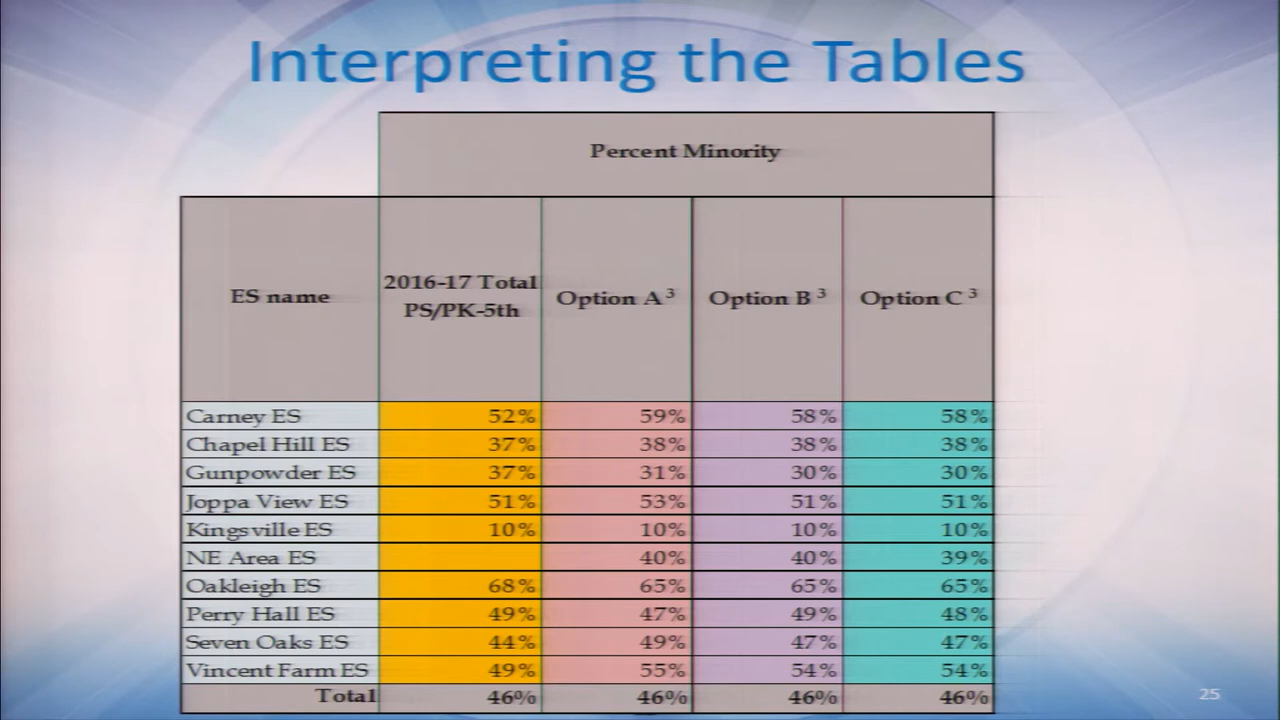 Interpreting the Tables
Percent Minority
ES name 2016-17 Total PS/PK-5th Option A 3 Option B 3 Option C 3
Carney ES 52% 59% 58% 58%
Chapel Hill ES 37% 38% 38% 38%
Gunpowder ES 37% 31% 30% 30%
Joppa View ES 51% 53% 51% 51%
Kingsville ES 10% 10% 10% 10%
NE Area ES 40% 40% 39%
Oakleigh ES 68% 65% 65% 65%
Perry Hall ES 49% 47% 49% 48%
Seven Oaks ES 44% 49% 47% 47%
Vincent Farm ES 49% 55% 54% 54%
Total 46% 46% 46% 46%
25